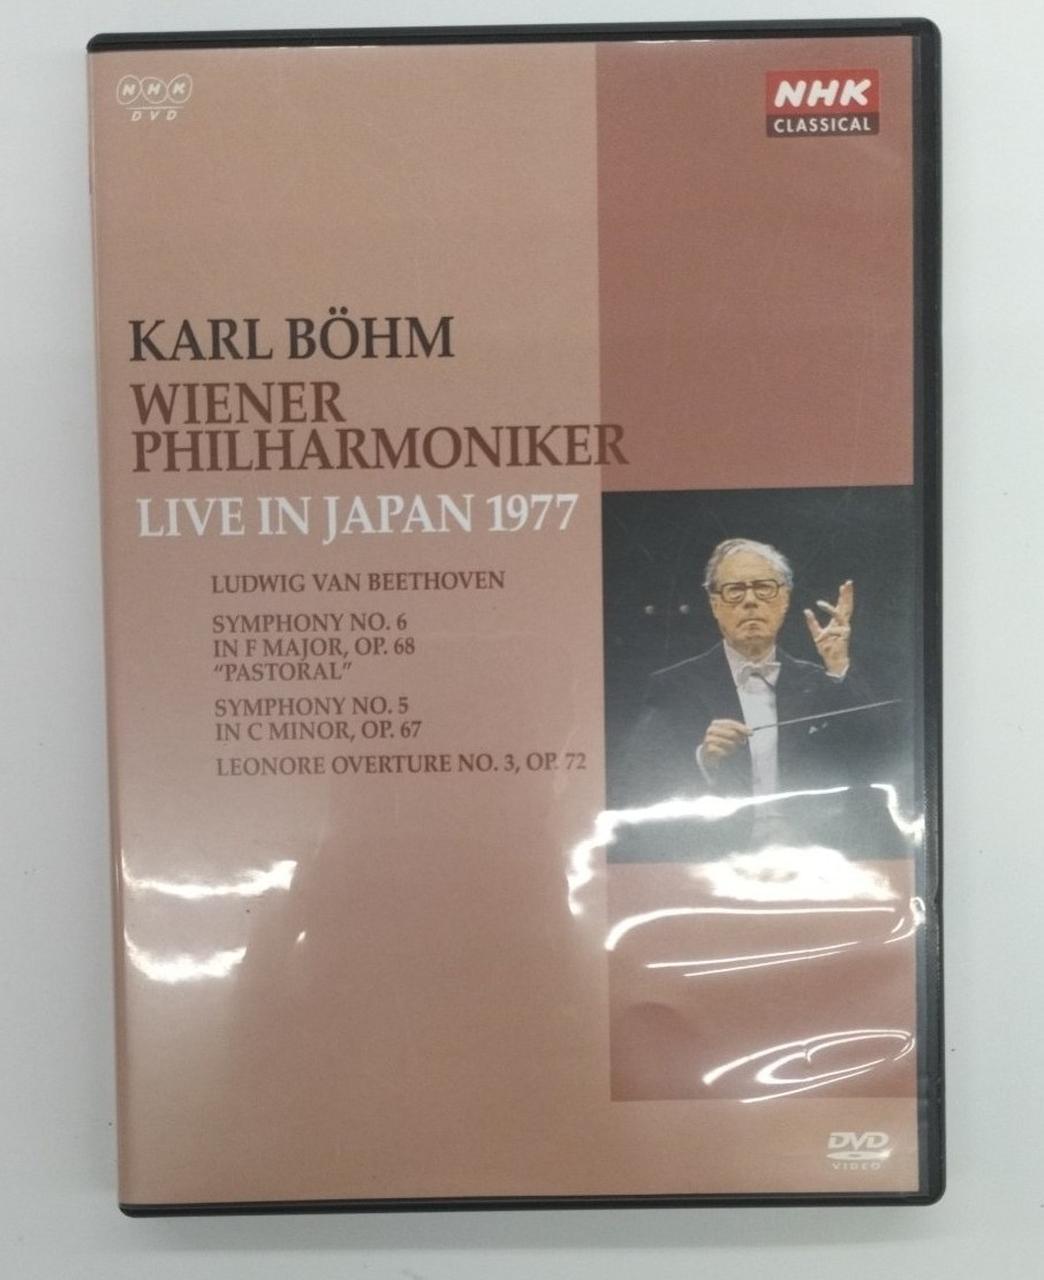 NHK
DVD
NHK
CLASSICAL
KARL BÖHM
WIENER
PHILHARMONIKER
LIVE IN JAPAN 1977
LUDWIG VAN BEETHOVEN
SYMPHONY NO. 6
IN F MAJOR, OP. 68
“PASTORAL”
SYMPHONY NO. 5
IN C MINOR, OP. 67
LEONORE OVERTURE NO. 3, OP. 72
DVD
VIDEO